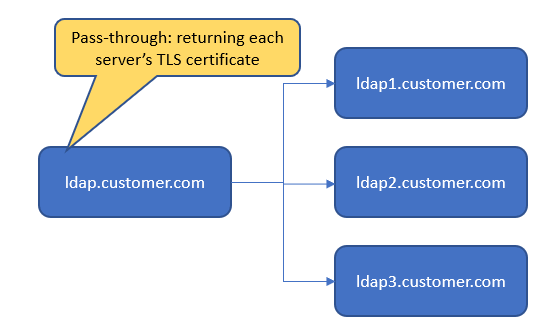 Pass-through: returning each
server’s TLS certificate
ldap1.customer.com
ldap.customer.com
ldap2.customer.com
ldap3.customer.com